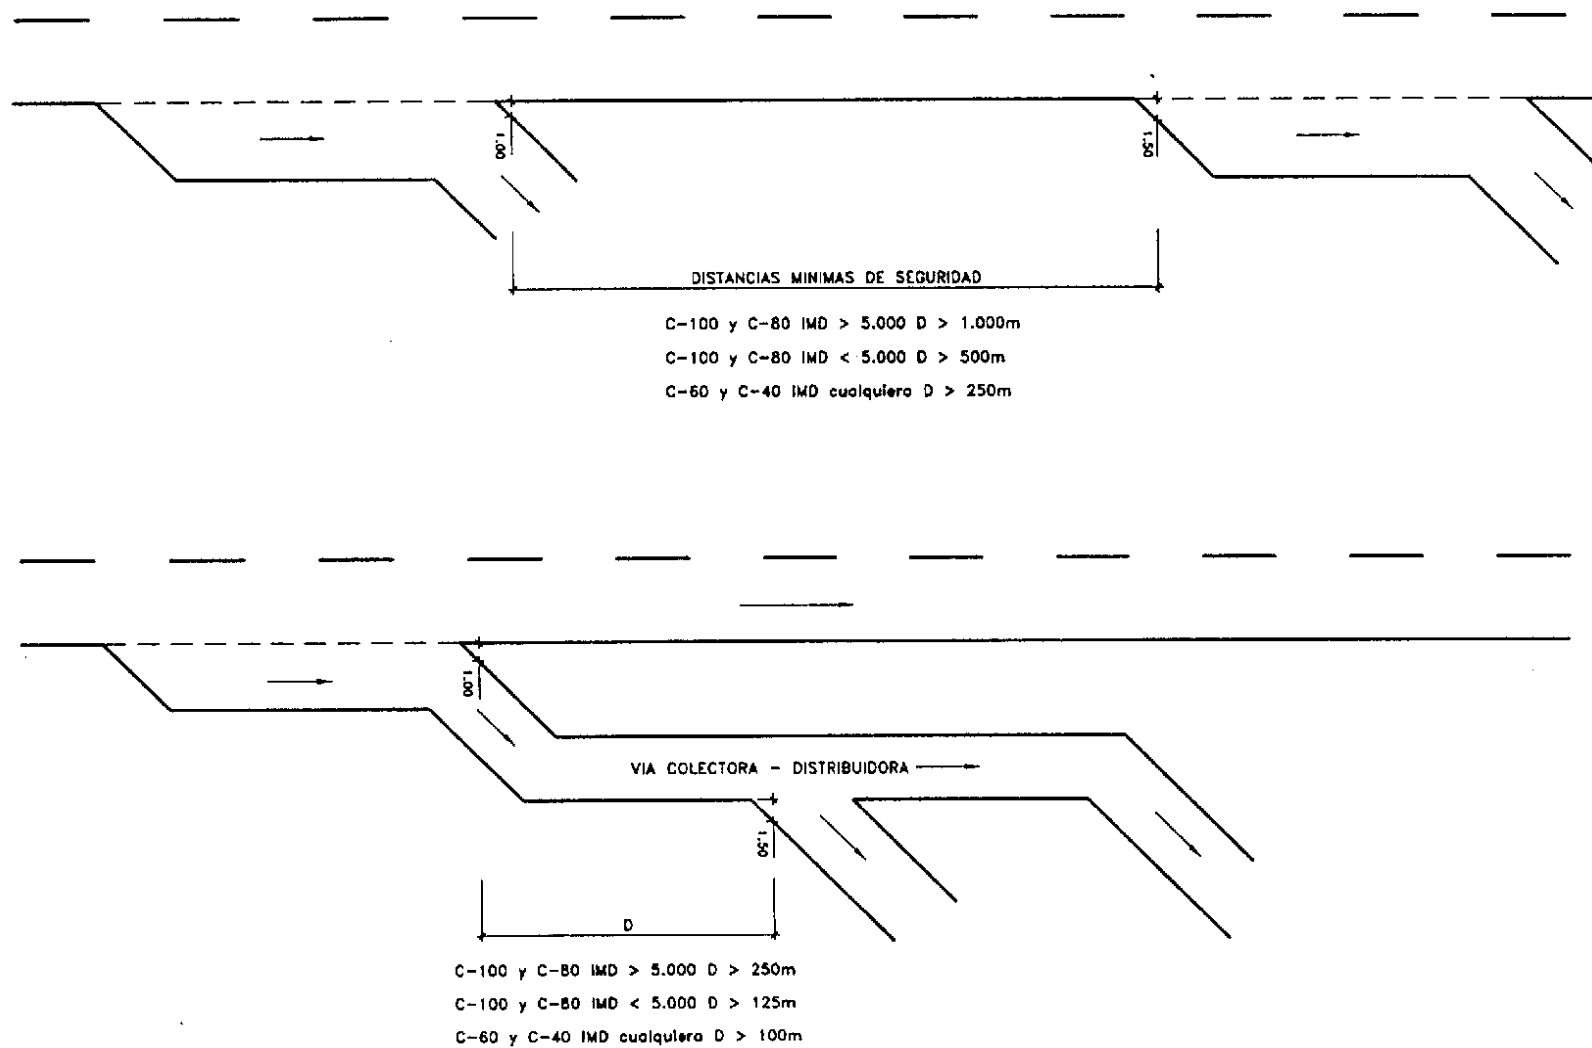 1.00
1.50
DISTANCIAS MINIMAS DE SEGURIDAD
C-100 y C-80 IMD > 5.000 D > 1.000m
C-100 y C-80 IMD < 5.000 D > 500m
C-60 y C-40 IMD cualquiera D > 250m
1.00
VIA COLECTORA - DISTRIBUIDORA
1.50
D
C-100 y C-80 IMD > 5.000 D > 250m
C-100 y C-80 IMD < 5.000 D > 125m
C-60 y C-40 IMD cualquiera D > 100m